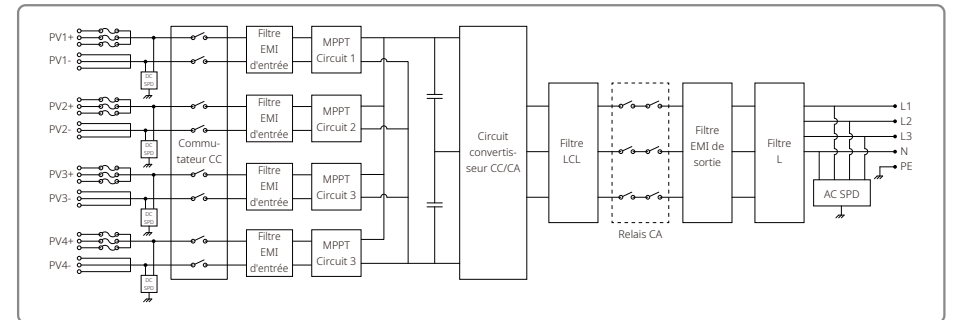 PV1+
PV1-
DC
SPD
PV2+
PV2-
DC
SPD
PV3+
PV3-
DC
SPD
PV4+
PV4-
DC
SPD
Commu-
tateur CC
Filtre
EMI
d'entrée
MPPT
Circuit 1
Filtre
EMI
d'entrée
MPPT
Circuit 2
Filtre
EMI
d'entrée
MPPT
Circuit 3
Filtre
EMI
d'entrée
MPPT
Circuit 3
Circuit
convertis-
seur CC/CA
Filtre
LCL
Relais CA
Filtre
EMI de
sortie
Filtre
L
L1
L2
L3
N
PE
AC SPD